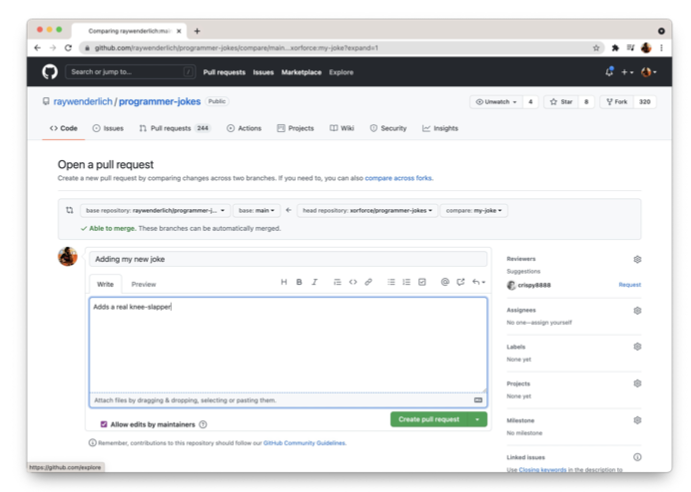 Comparing raywenderlich:mai
github.com/raywenderlich/programmer-jokes/compare/main...xorforce:my-joke?expand=1
Search or jump to...
/
Pull requests Issues Marketplace Explore
raywenderlich / programmer-jokes Public
Unwatch 4 Star 8 Fork 320
Code Issues Pull requests 244 Actions Projects Wiki Security Insights
Open a pull request
Create a new pull request by comparing changes across two branches. If you need to, you can also compare across forks.
base repository: raywenderlich/programmer-j... base: main head repository: xorforce/programmer-jokes compare: my-joke
Able to merge. These branches can be automatically merged.
Adding my new joke
Write Preview
H B I
Adds a real knee-slapper
Attach files by dragging & dropping, selecting or pasting them.
Allow edits by maintainers
Create pull request
Remember, contributions to this repository should follow our GitHub Community Guidelines.
Reviewers
Suggestions
crispy8888 Request
Assignees
No one—assign yourself
Labels
None yet
Projects
None yet
Milestone
No milestone
Linked issues
Use Closing keywords in the description to
https://github.com/explore